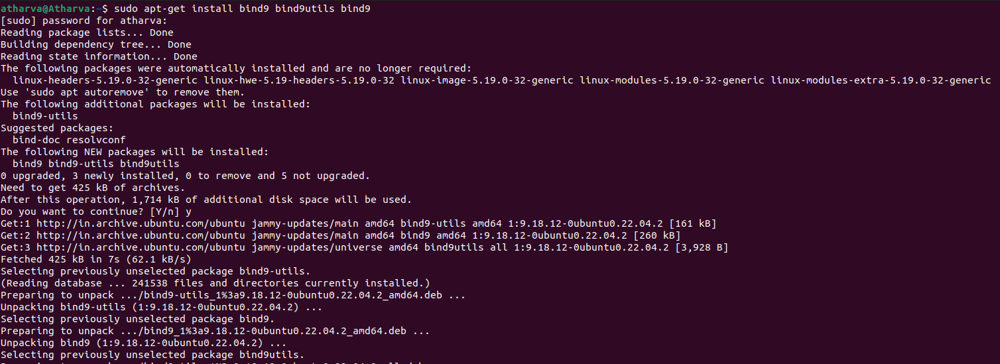 atharva@Atharva:~$ sudo apt-get install bind9 bind9utils bind9
[sudo] password for atharva:
Reading package lists... Done
Building dependency tree... Done
Reading state information... Done
The following packages were automatically installed and are no longer required:
  linux-headers-5.19.0-32-generic linux-hwe-5.19-headers-5.19.0-32 linux-image-5.19.0-32-generic linux-modules-5.19.0-32-generic linux-modules-extra-5.19.0-32-generic
Use 'sudo apt autoremove' to remove them.
The following additional packages will be installed:
  bind9-utils
Suggested packages:
  bind-doc resolvconf
The following NEW packages will be installed:
  bind9 bind9-utils bind9utils
0 upgraded, 3 newly installed, 0 to remove and 5 not upgraded.
Need to get 425 kB of archives.
After this operation, 1,714 kB of additional disk space will be used.
Do you want to continue? [Y/n] y
Get:1 http://in.archive.ubuntu.com/ubuntu jammy-updates/main amd64 bind9-utils amd64 1:9.18.12-0ubuntu0.22.04.2 [161 kB]
Get:2 http://in.archive.ubuntu.com/ubuntu jammy-updates/main amd64 bind9 amd64 1:9.18.12-0ubuntu0.22.04.2 [260 kB]
Get:3 http://in.archive.ubuntu.com/ubuntu jammy-updates/universe amd64 bind9utils all 1:9.18.12-0ubuntu0.22.04.2 [3,928 B]
Fetched 425 kB in 7s (62.1 kB/s)
Selecting previously unselected package bind9-utils.
(Reading database ... 241538 files and directories currently installed.)
Preparing to unpack .../bind9-utils_1%3a9.18.12-0ubuntu0.22.04.2_amd64.deb ...
Unpacking bind9-utils (1:9.18.12-0ubuntu0.22.04.2) ...
Selecting previously unselected package bind9.
Preparing to unpack .../bind9_1%3a9.18.12-0ubuntu0.22.04.2_amd64.deb ...
Unpacking bind9 (1:9.18.12-0ubuntu0.22.04.2) ...
Selecting previously unselected package bind9utils.